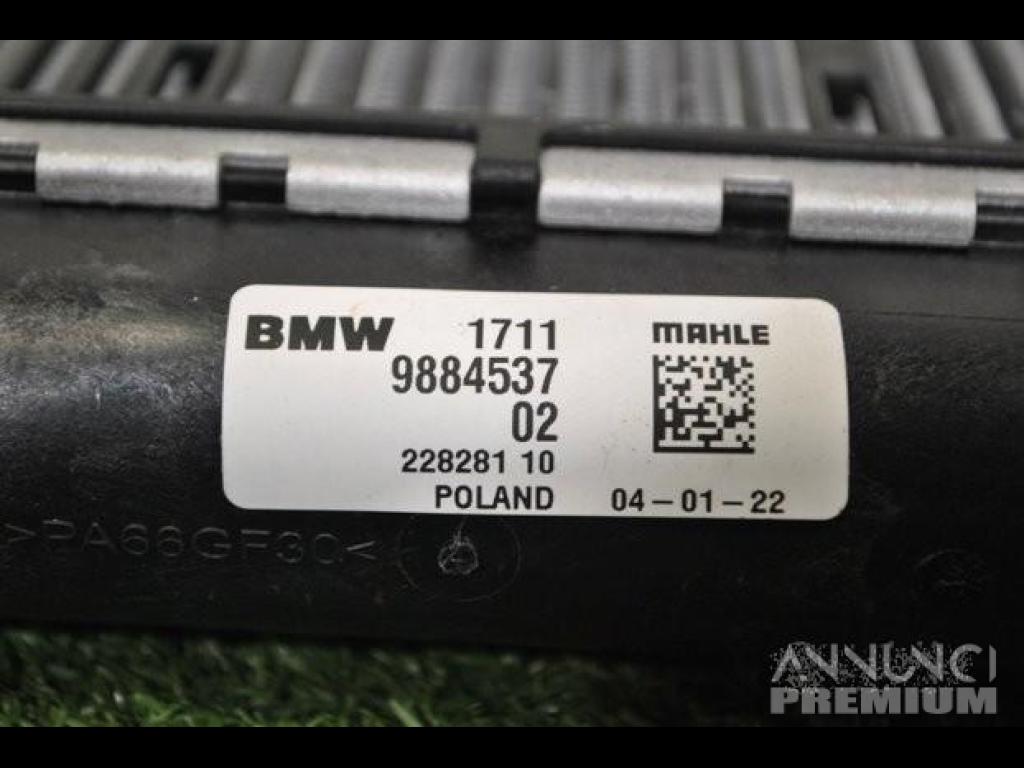 BMW 1711 MAHLE
9884537
02
228281 10
POLAND 04-01-22
>PA66GF30<
ANNUNCI
PREMIUM